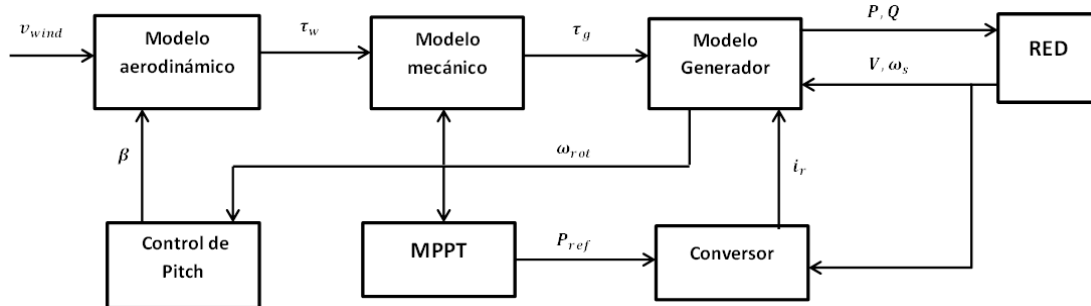 v_wind
Modelo
aerodinámico
τ_w
Modelo
mecánico
τ_g
Modelo
Generador
P, Q
V, ω_s
RED
β
ω_rot
i_r
Control de
Pitch
MPPT
P_ref
Conversor